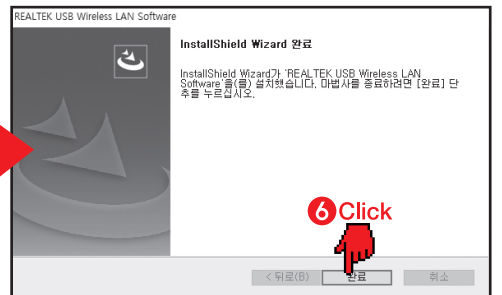 REALTEK USB Wireless LAN Software
InstallShield Wizard 완료
InstallShield Wizard가 'REALTEK USB Wireless LAN
Software'을(를) 설치했습니다. 마법사를 종료하려면 [완료] 단
추를 누르십시오.
6 Click
< 뒤로(B)
완료
취소